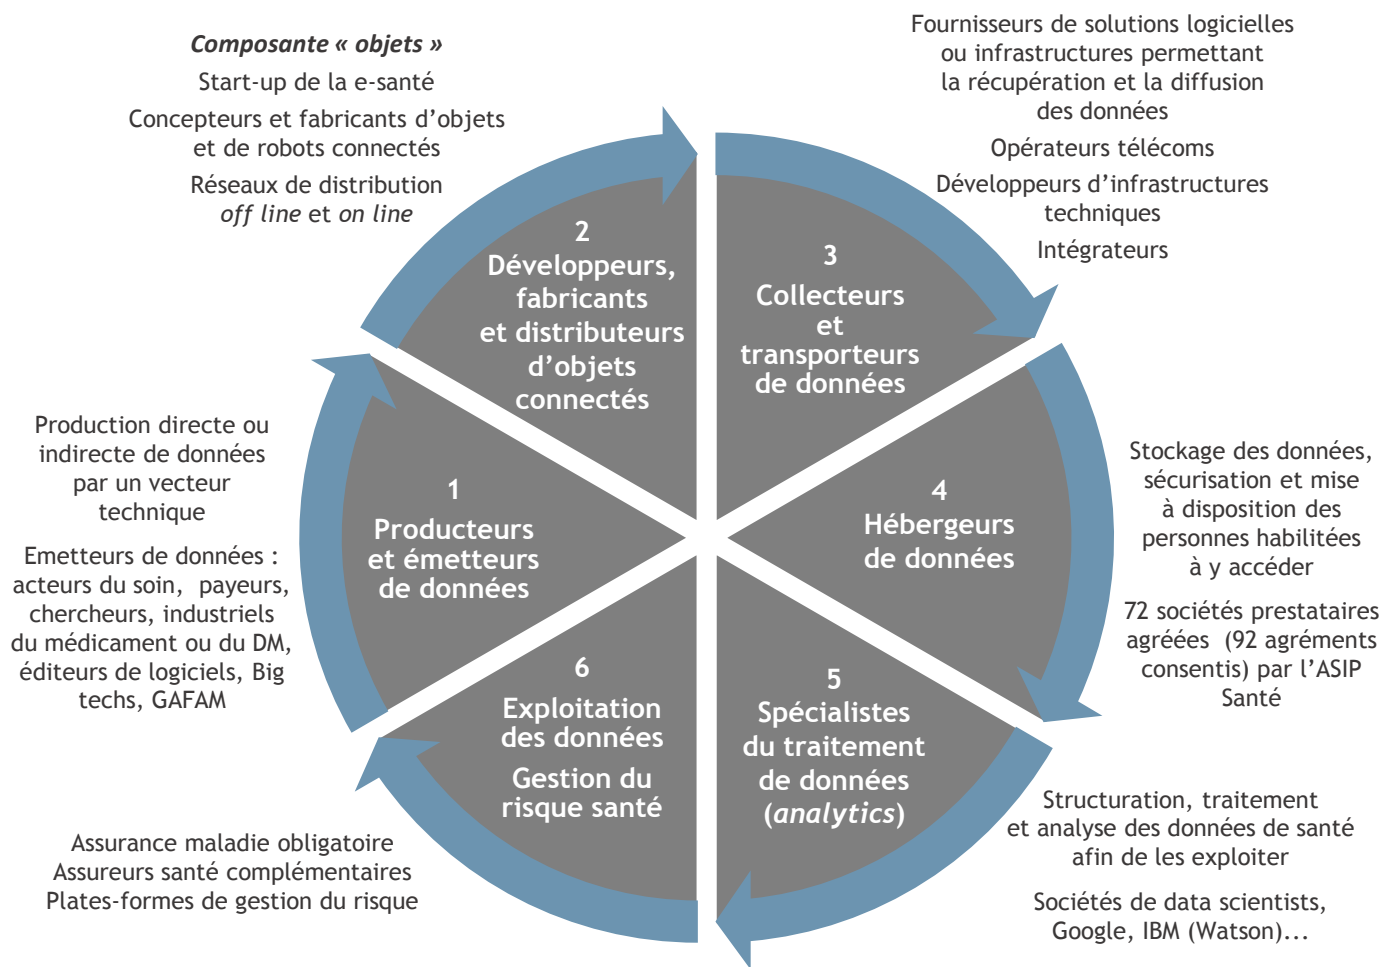 Composante « objets »
Start-up de la e-santé
Concepteurs et fabricants d’objets
et de robots connectés
Réseaux de distribution
off line et on line
Fournisseurs de solutions logicielles
ou infrastructures permettant
la récupération et la diffusion
des données
Opérateurs télécoms
Développeurs d’infrastructures
techniques
Intégrateurs
2
Développeurs,
fabricants
et distributeurs
d’objets
connectés
3
Collecteurs
et
transporteurs
de données
Production directe ou
indirecte de données
par un vecteur
technique
Emetteurs de données :
acteurs du soin, payeurs,
chercheurs, industriels
du médicament ou du DM,
éditeurs de logiciels, Big
techs, GAFAM
1
Producteurs
et émetteurs
de données
4
Hébergeurs
de données
Stockage des données,
sécurisation et mise
à disposition des
personnes habilitées
à y accéder
72 sociétés prestataires
agréées (92 agréments
consentis) par l’ASIP
Santé
6
Exploitation
des données
Gestion du
risque santé
5
Spécialistes
du traitement
de données
(analytics)
Assurance maladie obligatoire
Assureurs santé complémentaires
Plates-formes de gestion du risque
Structuration, traitement
et analyse des données de santé
afin de les exploiter
Sociétés de data scientists,
Google, IBM (Watson)...